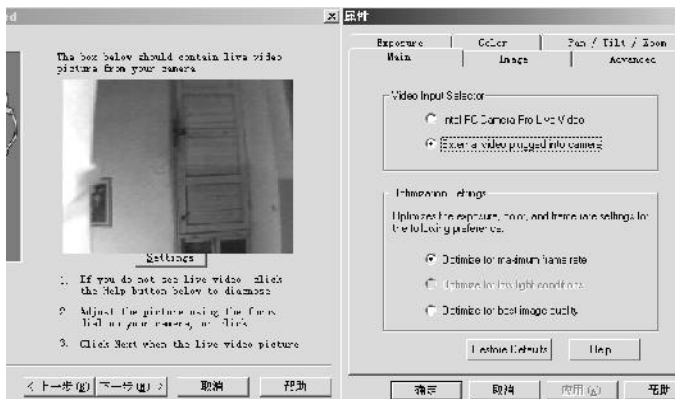 rd
The box below should contain live video
picture from your camera
Settings
1. If you do not see live video click
the Help button below to diagnose
2 Adjust the picture using the focus
dial on your camera, or click
3. Click Next when the live video picture
< 上一步(B)
下一步(N) >
取消
帮助
属性
Exposure
Color
Pan / Tilt / Zoom
Main
Image
Advanced
Video Input Selector
Intel PC Camera Pro Live Video
External video plugged into camera
Optimization Settings
Optimizes the exposure, color, and frame rate settings for
the following preference.
Optimize for maximum frame rate
Optimize for low light conditions
Optimize for best image quality
Restore Defaults
Help
确定
取消
应用(A)
帮助